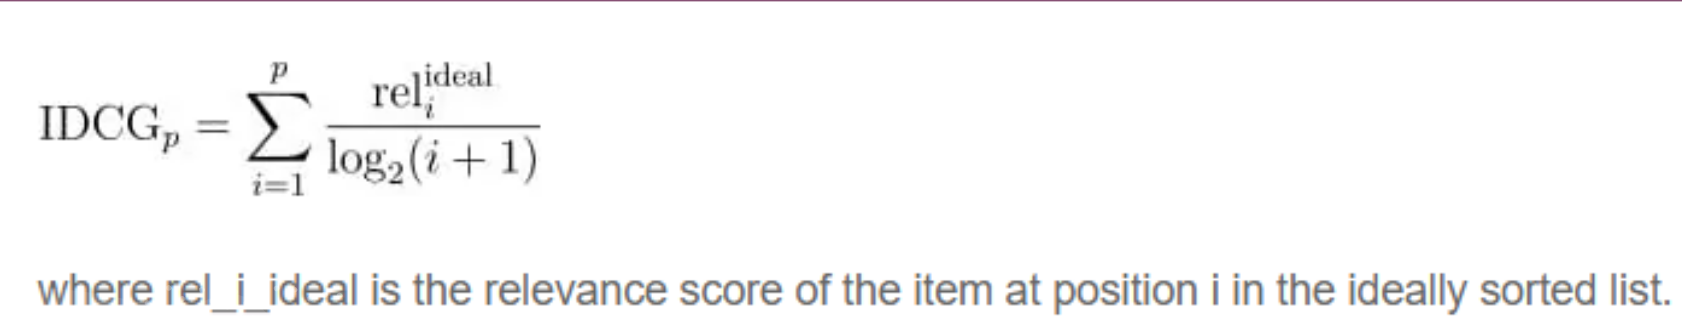 IDCG_p = \sum_{i=1}^{p} \frac{rel_i^{ideal}}{\log_2(i + 1)}
where rel_i_ideal is the relevance score of the item at position i in the ideally sorted list.